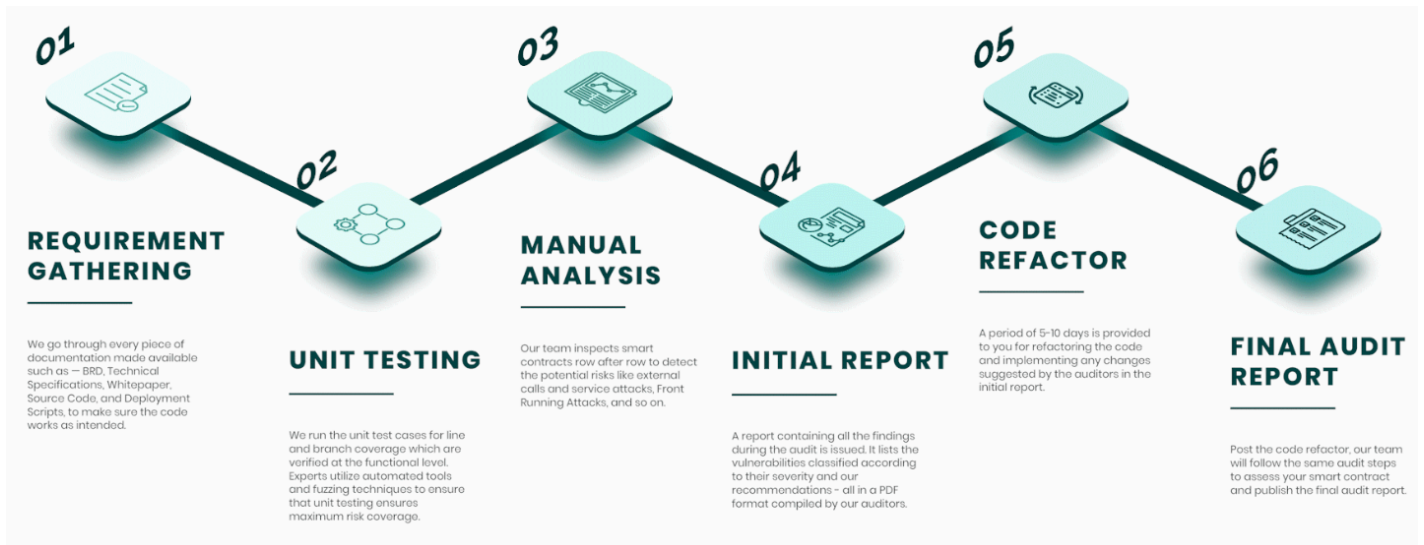 01
REQUIREMENT
GATHERING
We go through every piece of
documentation made available
such as — BRD, Technical
Specifications, Whitepaper,
Source Code, and Deployment
Scripts, to make sure the code
works as intended.
02
UNIT TESTING
We run the unit test cases for line
and branch coverage which are
verified at the functional level.
Experts utilize automated tools
and fuzzing techniques to ensure
that unit testing ensures
maximum risk coverage.
03
MANUAL
ANALYSIS
Our team inspects smart
contracts row after row to detect
the potential risks like external
calls and service attacks, Front
Running Attacks, and so on.
04
INITIAL REPORT
A report containing all the findings
during the audit is issued. It lists the
vulnerabilities classified according
to their severity and our
recommendations - all in a PDF
format compiled by our auditors.
05
CODE
REFACTOR
A period of 5-10 days is provided
to you for refactoring the code
and implementing any changes
suggested by the auditors in the
initial report.
06
FINAL AUDIT
REPORT
Post the code refactor, our team
will follow the same audit steps
to assess your smart contract
and publish the final audit report.